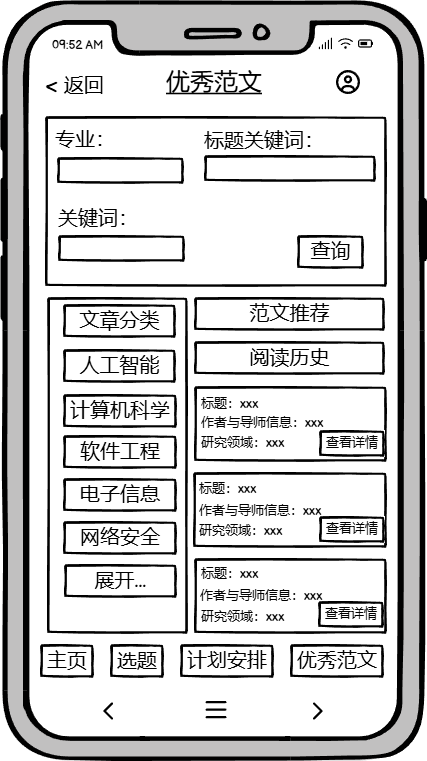 09:52 AM
< 返回
优秀范文
专业：
标题关键词：
关键词：
查询
文章分类
人工智能
计算机科学
软件工程
电子信息
网络安全
展开...
范文推荐
阅读历史
标题：xxx
作者与导师信息：xxx
研究领域：xxx
查看详情
标题：xxx
作者与导师信息：xxx
研究领域：xxx
查看详情
标题：xxx
作者与导师信息：xxx
研究领域：xxx
查看详情
主页
选题
计划安排
优秀范文